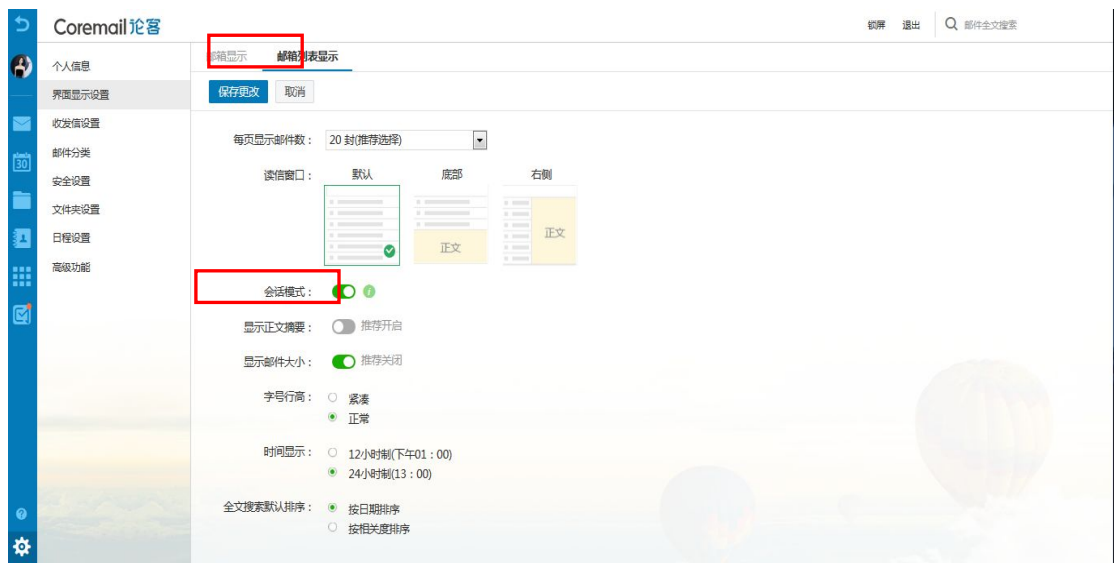 Coremail论客
锁屏 退出 邮件全文搜索
邮箱显示 邮箱列表显示
个人信息
界面显示设置
收发信设置
邮件分类
安全设置
文件夹设置
日程设置
高级功能
30
保存更改 取消
每页显示邮件数： 20 封(推荐选择)
读信窗口： 默认 底部 右侧
正文 正文
会话模式：
显示正文摘要： 推荐开启
显示邮件大小： 推荐关闭
字号行高： 紧凑
正常
时间显示： 12小时制(下午01：00)
24小时制(13：00)
全文搜索默认排序： 按日期排序
按相关度排序